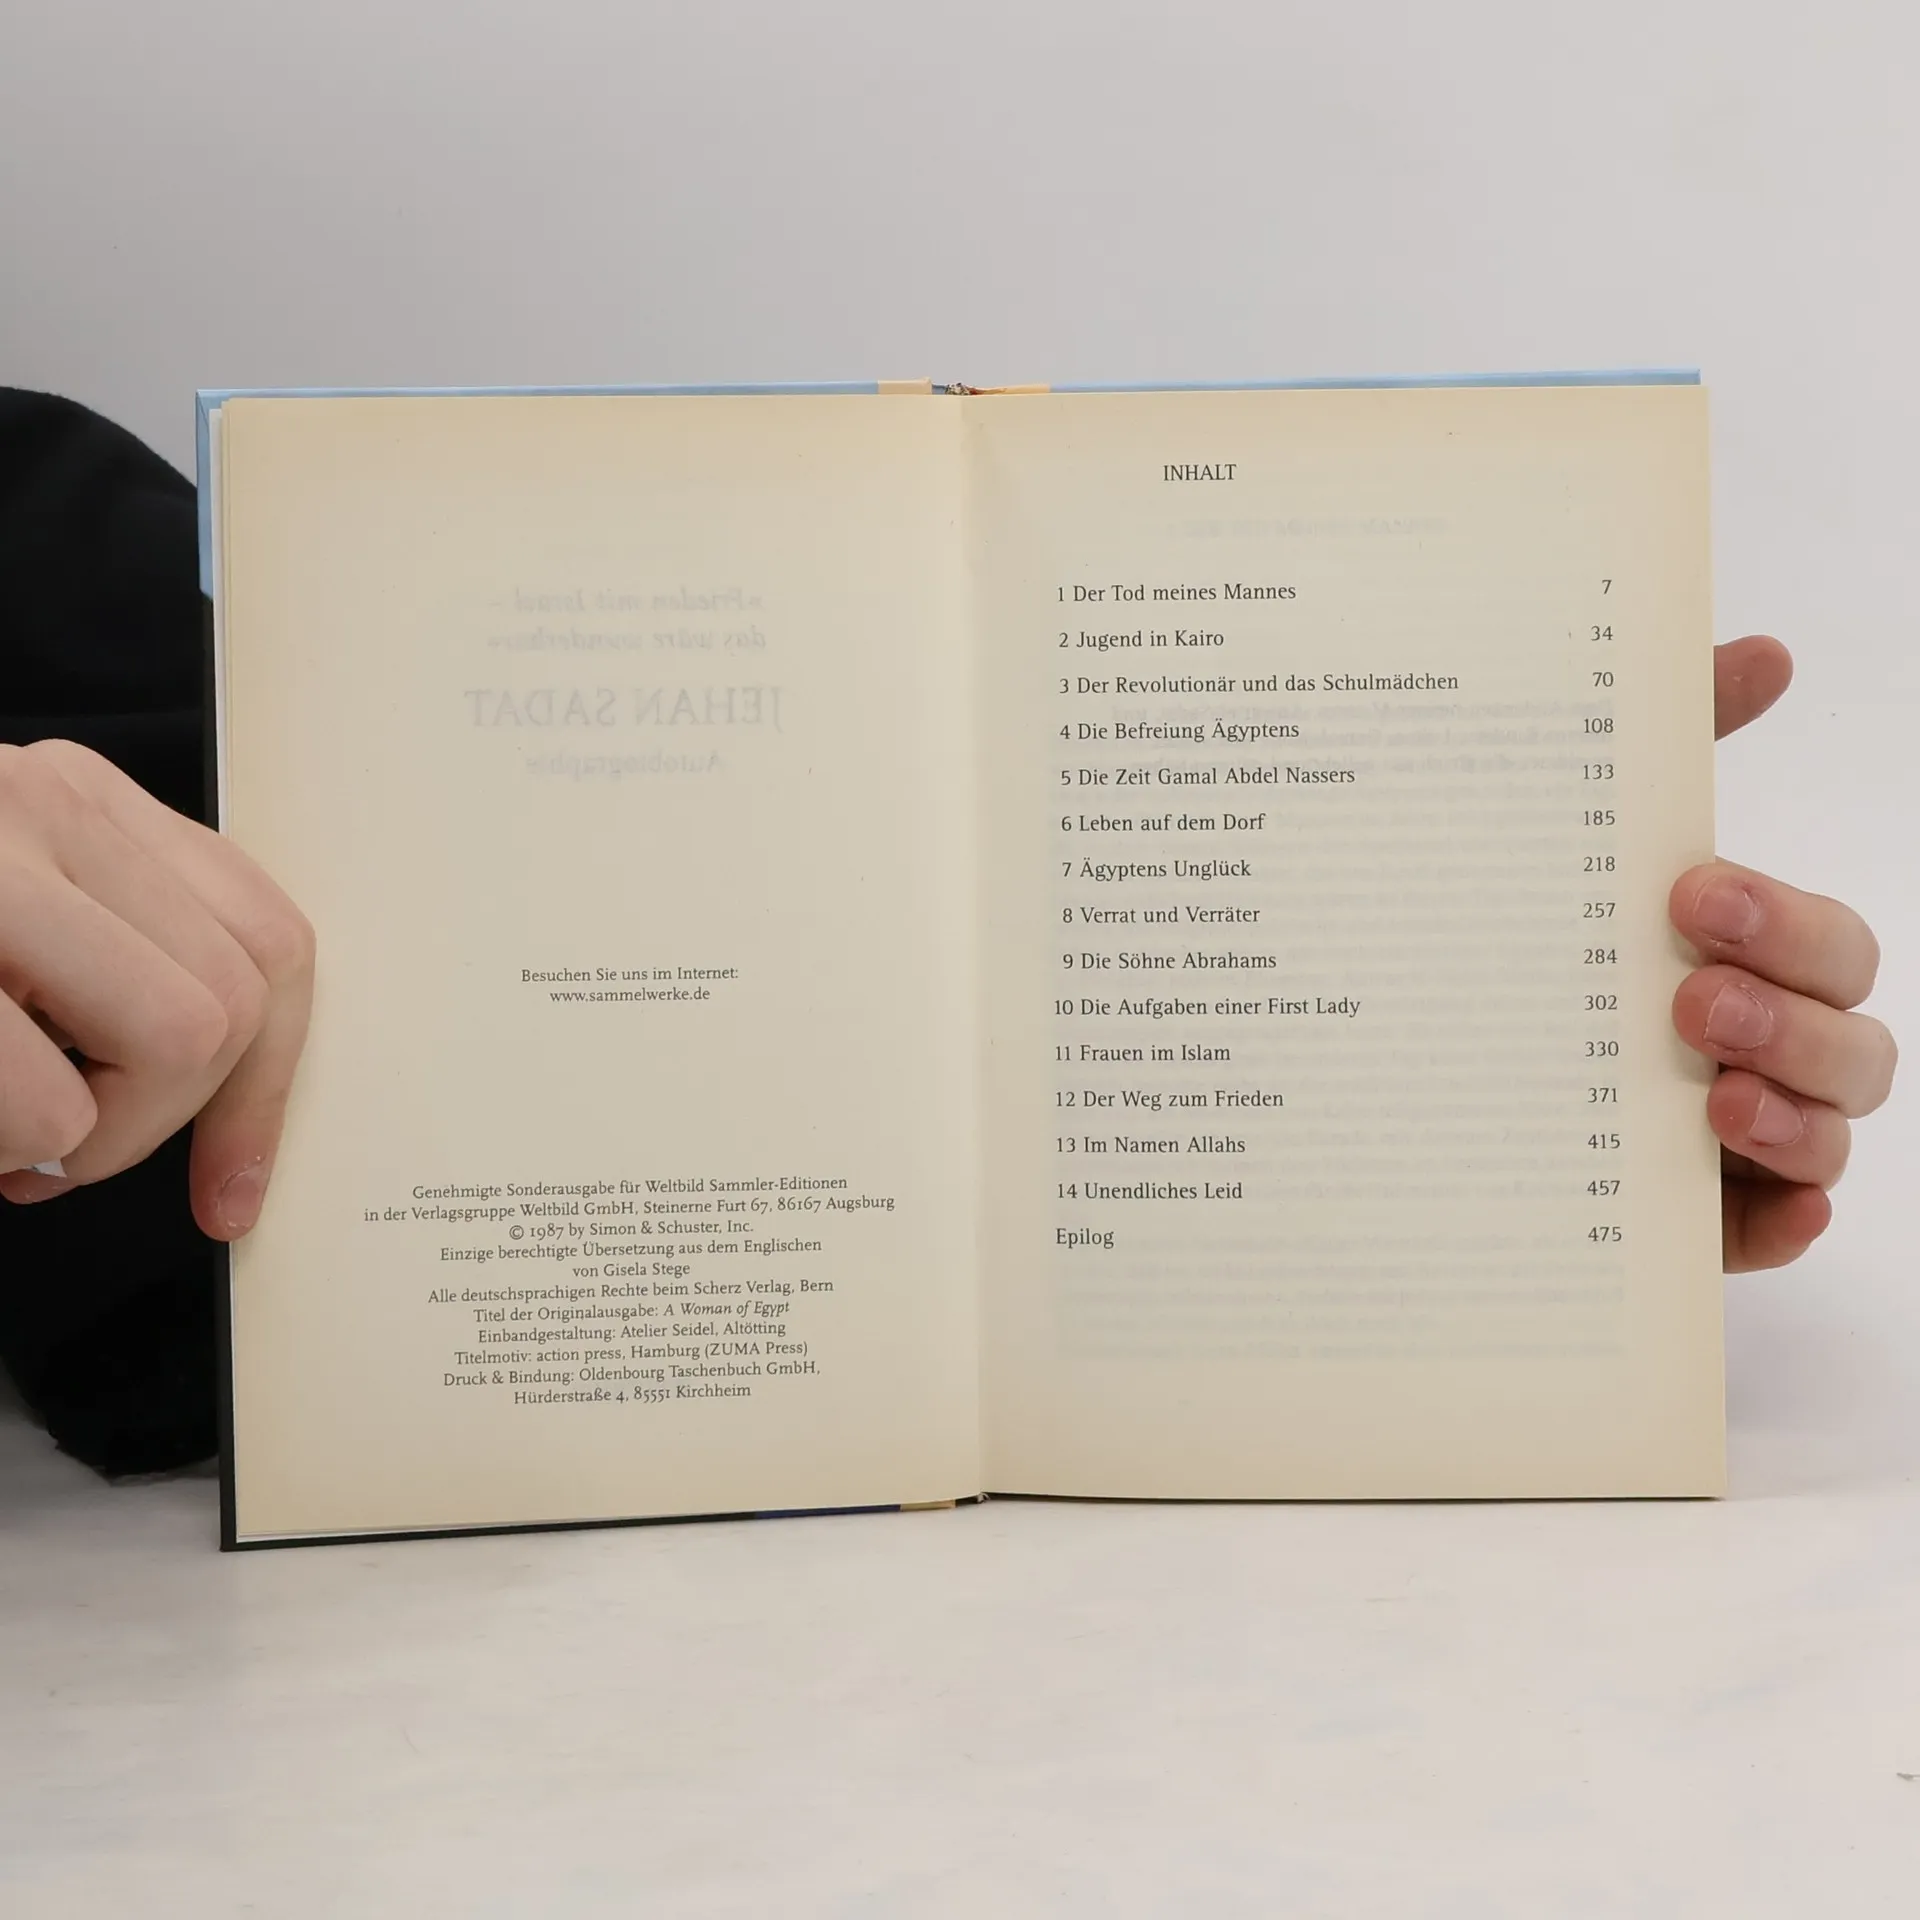 Besuchen Sie uns im Internet:
www.sammelwerke.de
Genehmigte Sonderausgabe für Weltbild Sammler-Editionen
in der Verlagsgruppe Weltbild GmbH, Steinerne Furt 67, 86167 Augsburg
© 1987 by Simon & Schuster, Inc.
Einzige berechtigte Übersetzung aus dem Englischen
von Gisela Stege
Alle deutschsprachigen Rechte beim Scherz Verlag, Bern
Titel der Originalausgabe: A Woman of Egypt
Einbandgestaltung: Atelier Seidel, Altötting
Titelmotiv: action press, Hamburg (ZUMA Press)
Druck & Bindung: Oldenbourg Taschenbuch GmbH,
Hürderstraße 4, 85551 Kirchheim
INHALT
1 Der Tod meines Mannes 7
2 Jugend in Kairo 34
3 Der Revolutionär und das Schulmädchen 70
4 Die Befreiung Ägyptens 108
5 Die Zeit Gamal Abdel Nassers 133
6 Leben auf dem Dorf 185
7 Ägyptens Unglück 218
8 Verrat und Verräter 257
9 Die Söhne Abrahams 284
10 Die Aufgaben einer First Lady 302
11 Frauen im Islam 330
12 Der Weg zum Frieden 371
13 Im Namen Allahs 415
14 Unendliches Leid 457
Epilog 475